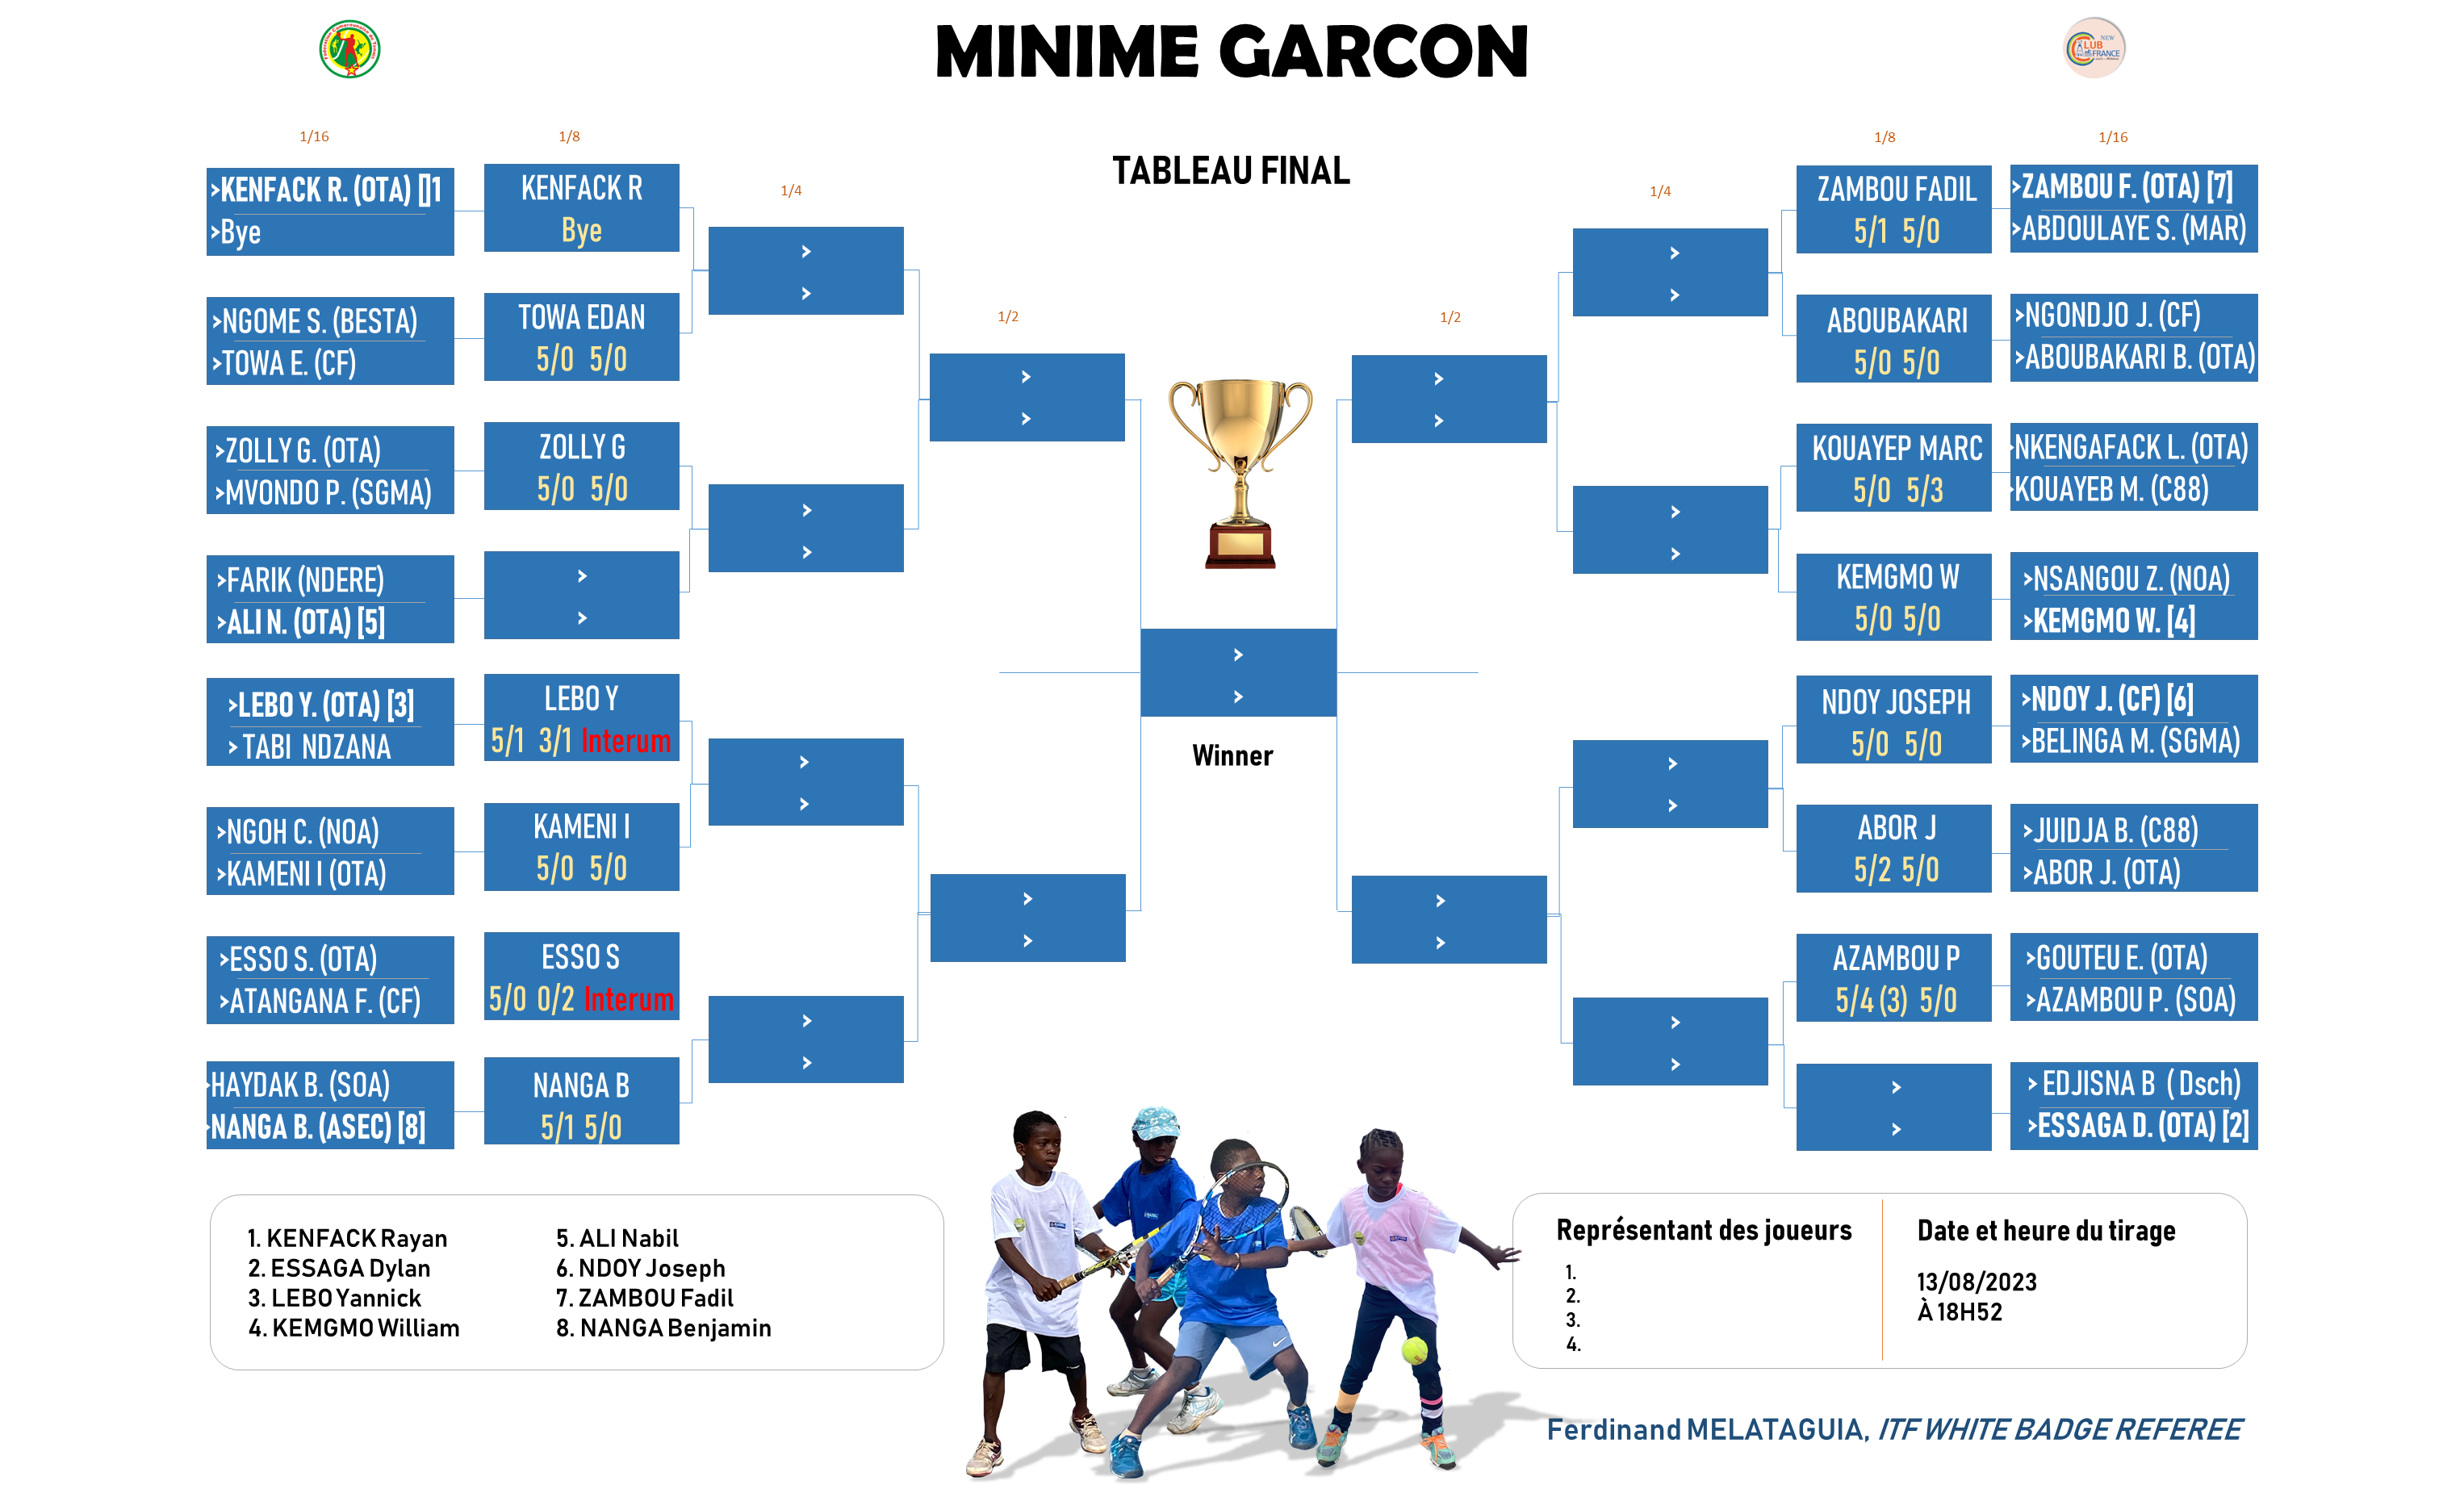 MINIME GARCON
NEW
CLUB
FRANCE
TABLEAU FINAL
1/16
1/8
1/4
1/2
>KENFACK R. (OTA) []1
>Bye
>NGOME S. (BESTA)
>TOWA E. (CF)
>ZOLLY G. (OTA)
>MVONDO P. (SGMA)
>FARIK (NDERE)
>ALI N. (OTA) [5]
>LEBO Y. (OTA) [3]
> TABI NDZANA
>NGOH C. (NOA)
>KAMENI I (OTA)
>ESSO S. (OTA)
>ATANGANA F. (CF)
>HAYDAK B. (SOA)
>NANGA B. (ASEC) [8]
KENFACK R
Bye
TOWA EDAN
5/0 5/0
ZOLLY G
5/0 5/0
>
>
LEBO Y
5/1 3/1 Interum
KAMENI I
5/0 5/0
ESSO S
5/0 0/2 Interum
NANGA B
5/1 5/0
>
>
>
>
>
>
>
>
>
>
>
>
>
>
Winner
1/2
1/4
1/8
1/16
>
>
>
>
>
>
>
>
>
>
>
>
ZAMBOU FADIL
5/1 5/0
ABOUBAKARI
5/0 5/0
KOUAYEP MARC
5/0 5/3
KEMGMO W
5/0 5/0
NDOY JOSEPH
5/0 5/0
ABOR J
5/2 5/0
AZAMBOU P
5/4 (3) 5/0
>
>
>ZAMBOU F. (OTA) [7]
>ABDOULAYE S. (MAR)
>NGONDJO J. (CF)
>ABOUBAKARI B. (OTA)
>NKENGAFACK L. (OTA)
>KOUAYEB M. (C88)
>NSANGOU Z. (NOA)
>KEMGMO W. [4]
>NDOY J. (CF) [6]
>BELINGA M. (SGMA)
>JUIDJA B. (C88)
>ABOR J. (OTA)
>GOUTEU E. (OTA)
>AZAMBOU P. (SOA)
> EDJISNA B ( Dsch)
>ESSAGA D. (OTA) [2]
1. KENFACK Rayan
2. ESSAGA Dylan
3. LEBO Yannick
4. KEMGMO William
5. ALI Nabil
6. NDOY Joseph
7. ZAMBOU Fadil
8. NANGA Benjamin
Représentant des joueurs
1.
2.
3.
4.
Date et heure du tirage
13/08/2023
À 18H52
Ferdinand MELATAGUIA, ITF WHITE BADGE REFEREE